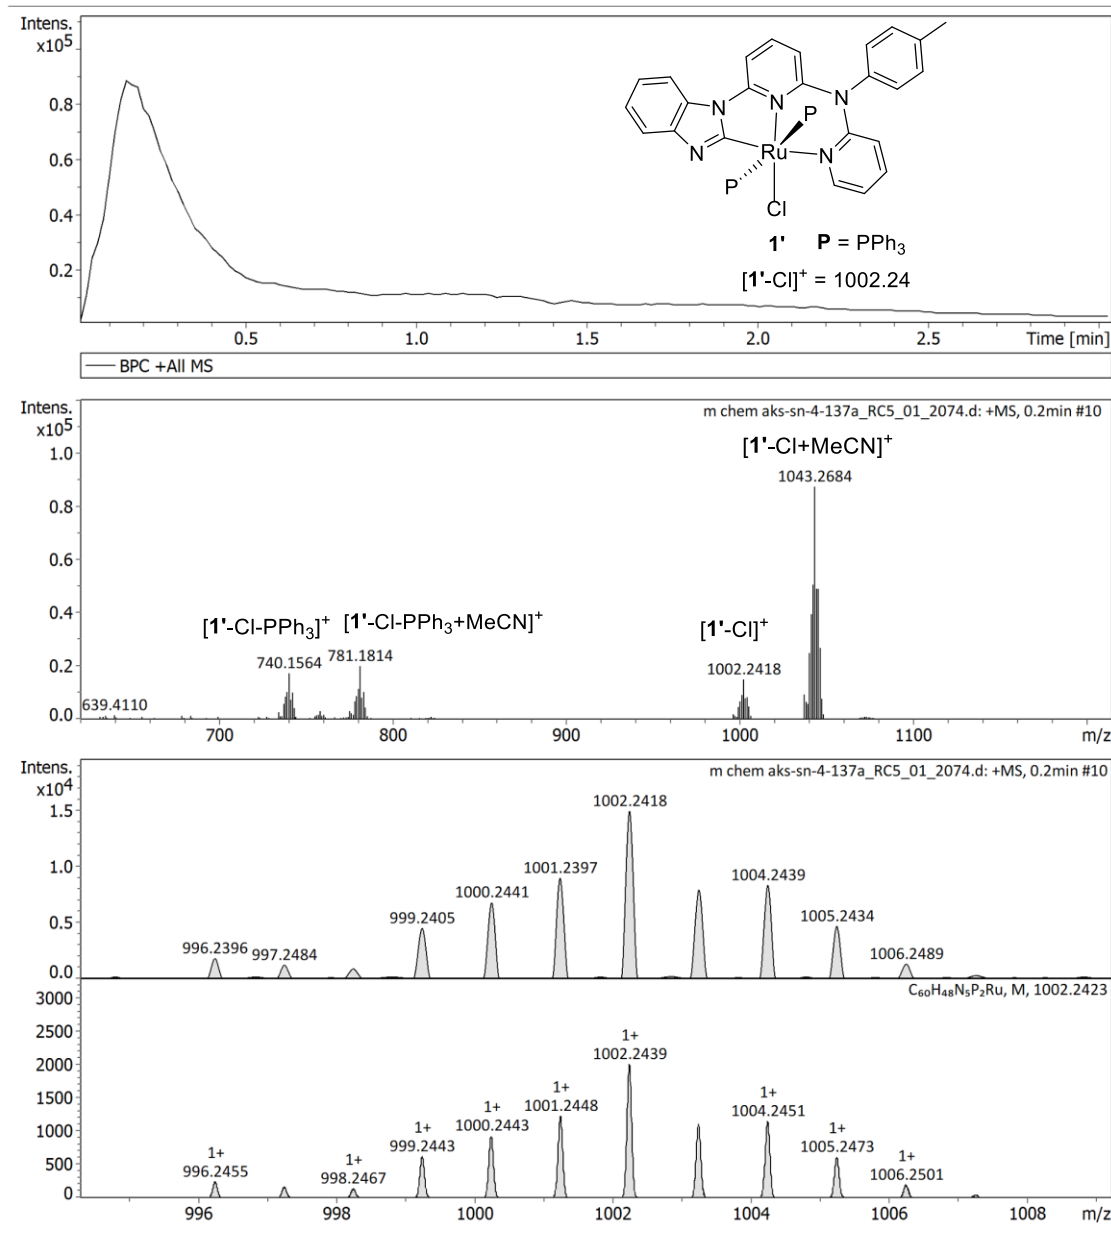 Intens.
x10⁵
0.8
0.6
0.4
0.2
N
N
N
N
N
P
P
Ru
Cl
1' P = PPh₃
[1'-Cl]⁺ = 1002.24
0.5 1.0 1.5 2.0 2.5 Time [min]
BPC +All MS
Intens.
x10⁵
m chem aks-sn-4-137a_RC5_01_2074.d: +MS, 0.2min #10
[1'-Cl+MeCN]⁺
1043.2684
1.0
0.8
0.6
0.4
0.2
0.0
[1'-Cl-PPh₃]⁺ [1'-Cl-PPh₃+MeCN]⁺ [1'-Cl]⁺
740.1564 781.1814 1002.2418
639.4110
700 800 900 1000 1100 m/z
Intens.
x10⁴
m chem aks-sn-4-137a_RC5_01_2074.d: +MS, 0.2min #10
1.5
1.0
0.5
0.0
996.2396 997.2484 999.2405 1000.2441 1001.2397 1002.2418 1004.2439 1005.2434 1006.2489
C₆₀H₄₈N₅P₂Ru, M, 1002.2423
3000
2500
2000
1500
1000
500
0
1+
996.2455
1+
998.2467
1+
999.2443
1+
1000.2443
1+
1001.2448
1+
1002.2439
1+
1004.2451
1+
1005.2473
1+
1006.2501
996 998 1000 1002 1004 1006 1008 m/z